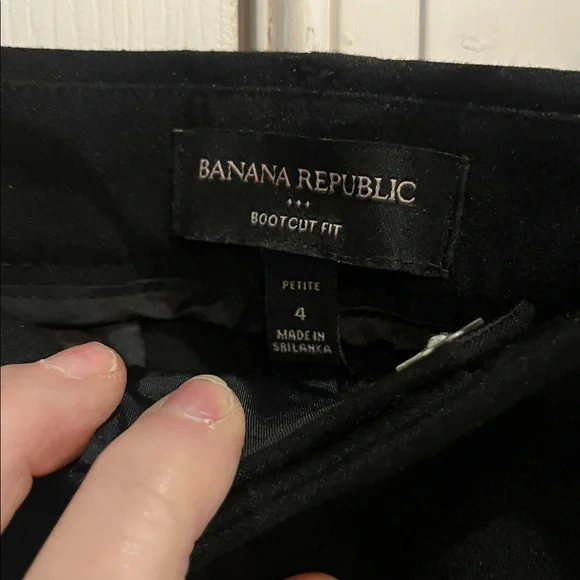 BANANA REPUBLIC
BOOTCUT FIT
PETITE
4
MADE IN
SRI LANKA